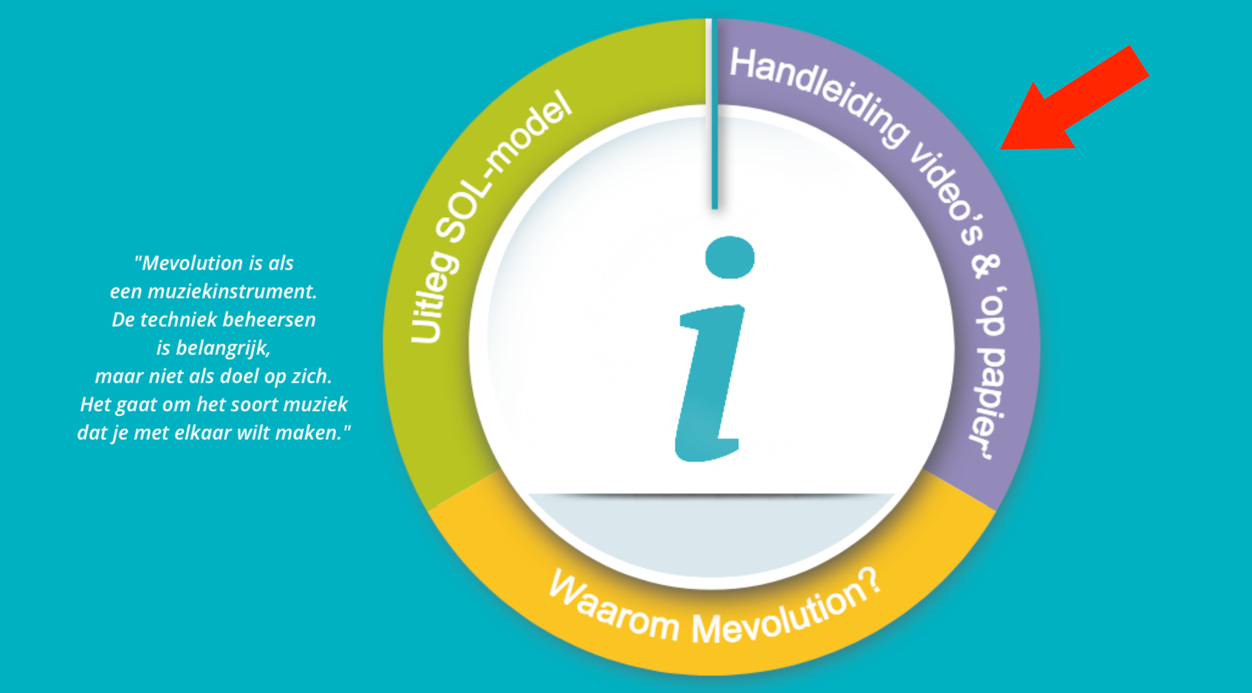 Handleiding video's & 'op papier'
Uitleg SOL-model
"Mevolution is als
een muziekinstrument.
De techniek beheersen
is belangrijk,
maar niet als doel op zich.
Het gaat om het soort muziek
dat je met elkaar wilt maken."
i
Waarom Mevolution?